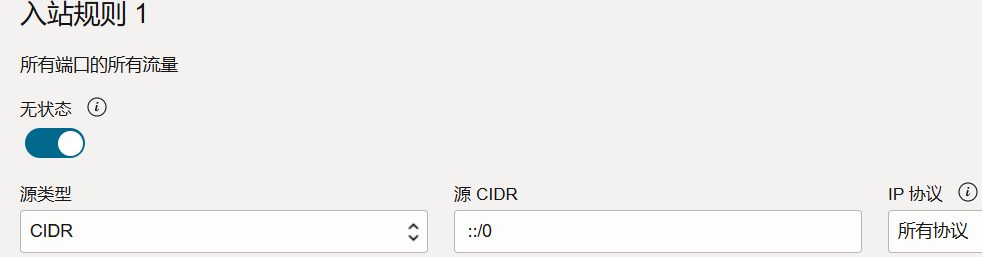 入站规则 1
所有端口的所有流量
无状态
源类型
源 CIDR
IP 协议
CIDR
::/0
所有协议